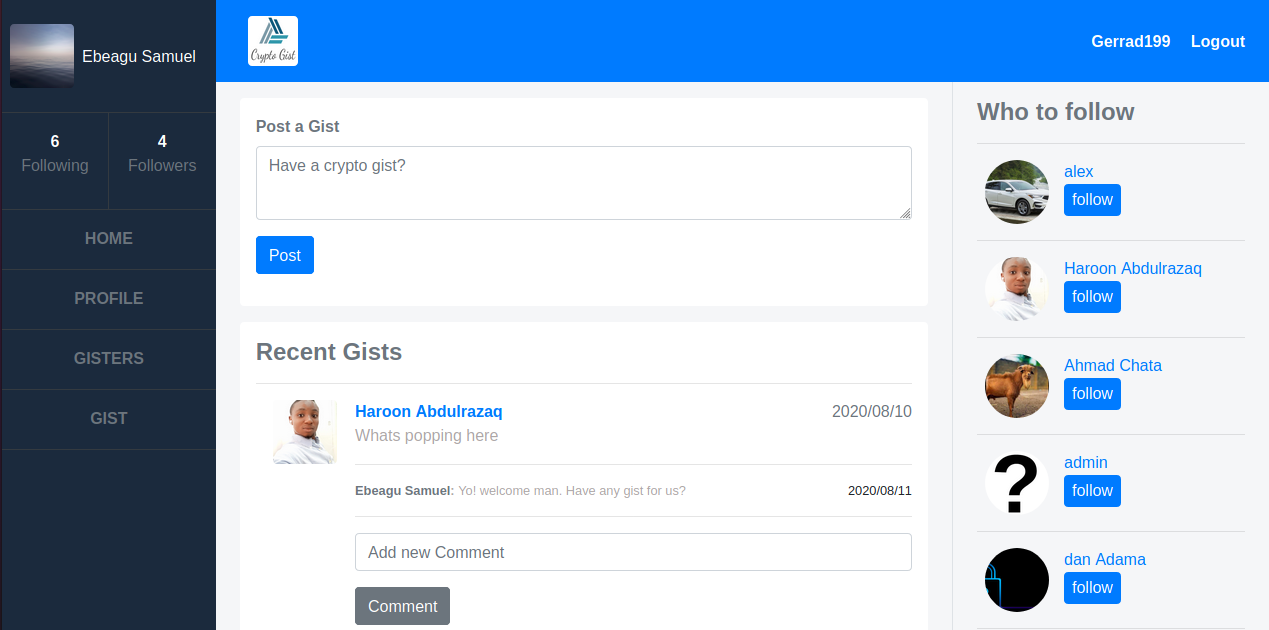 Ebeagu Samuel
6
Following
4
Followers
HOME
PROFILE
GISTERS
GIST
Crypto Gist
Gerrad199
Logout
Post a Gist
Have a crypto gist?
Post
Recent Gists
Haroon Abdulrazaq 2020/08/10
Whats popping here
Ebeagu Samuel: Yo! welcome man. Have any gist for us? 2020/08/11
Add new Comment
Comment
Who to follow
alex
follow
Haroon Abdulrazaq
follow
Ahmad Chata
follow
?
admin
follow
dan Adama
follow